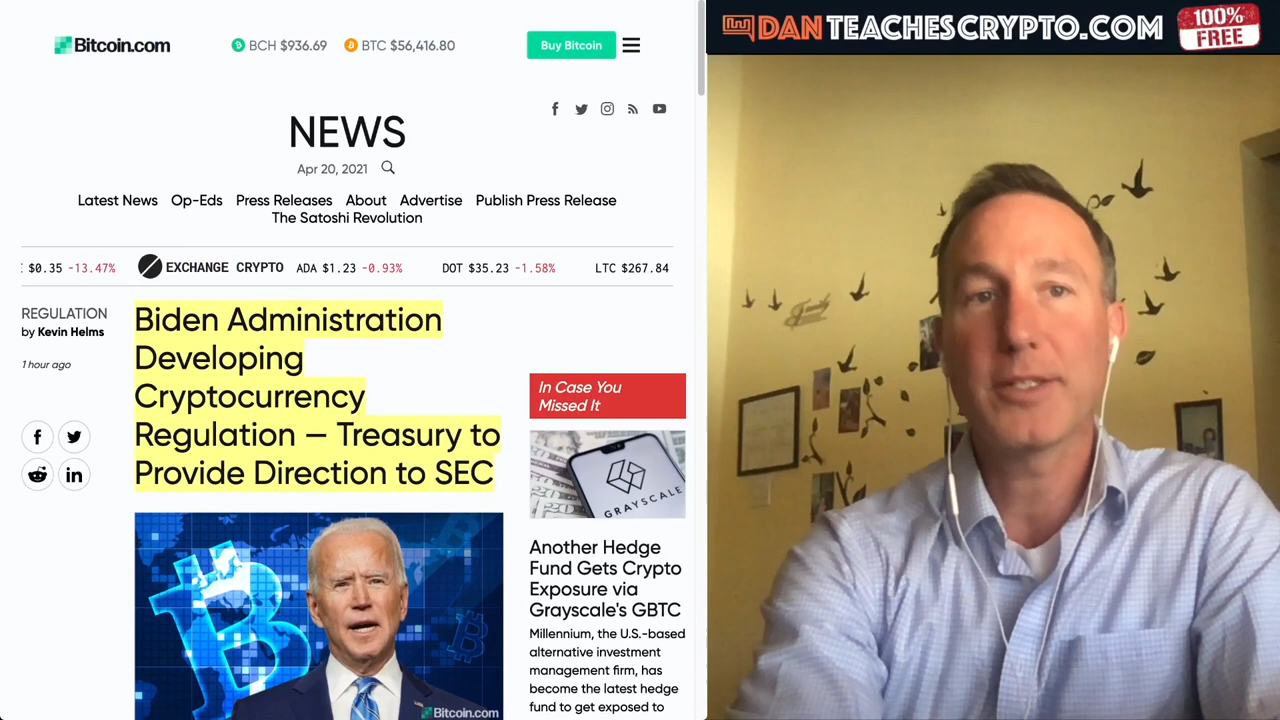 Bitcoin.com
BCH $936.69
BTC $56,416.80
Buy Bitcoin
NEWS
Apr 20, 2021
Latest News Op-Eds Press Releases About Advertise Publish Press Release
The Satoshi Revolution
$0.35 -13.47% EXCHANGE CRYPTO ADA $1.23 -0.93% DOT $35.23 -1.58% LTC $267.84
REGULATION
by Kevin Helms
1 hour ago
Biden Administration
Developing
Cryptocurrency
Regulation — Treasury to
Provide Direction to SEC
Bitcoin.com
In Case You
Missed It
GRAYSCALE
Another Hedge
Fund Gets Crypto
Exposure via
Grayscale's GBTC
Millennium, the U.S.-based
alternative investment
management firm, has
become the latest hedge
fund to get exposed to
DANTEACHESCRYPTO.COM
100%
FREE